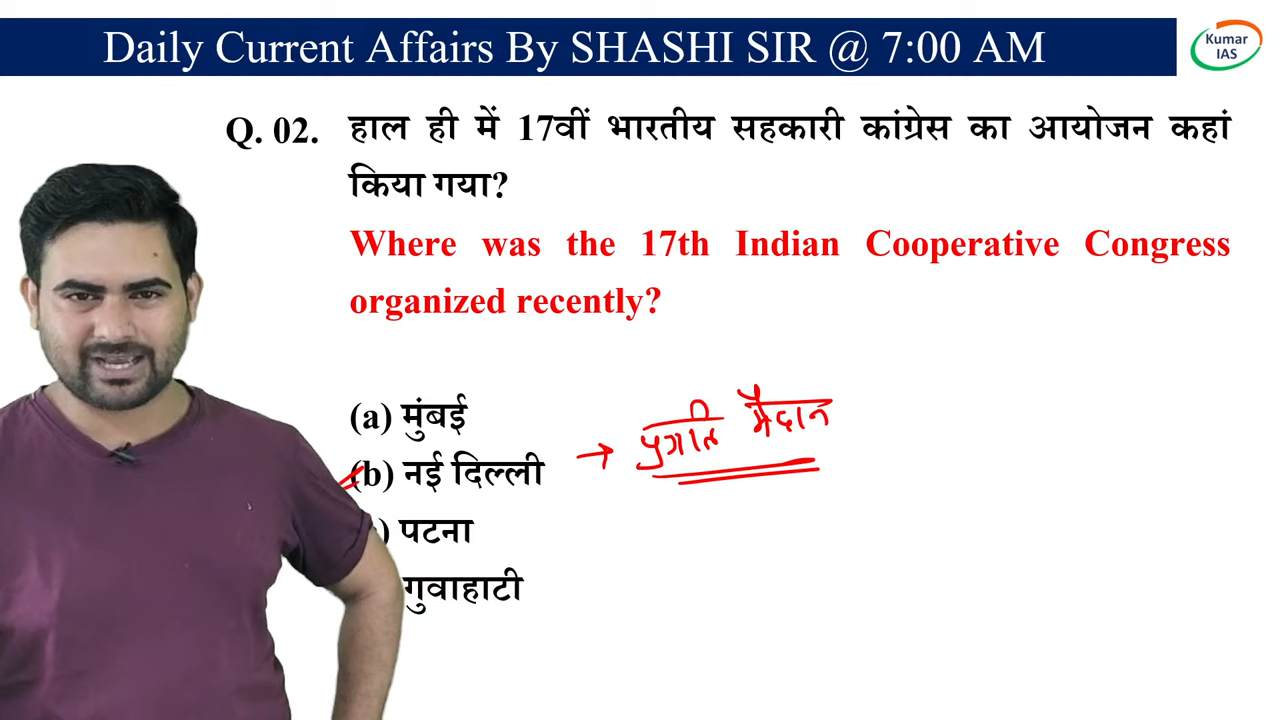 Daily Current Affairs By SHASHI SIR @ 7:00 AM
Kumar
IAS
Q. 02. हाल ही में 17वीं भारतीय सहकारी कांग्रेस का आयोजन कहां
किया गया?
Where was the 17th Indian Cooperative Congress
organized recently?
(a) मुंबई
(b) नई दिल्ली → प्रगति मैदान
) पटना
गुवाहाटी